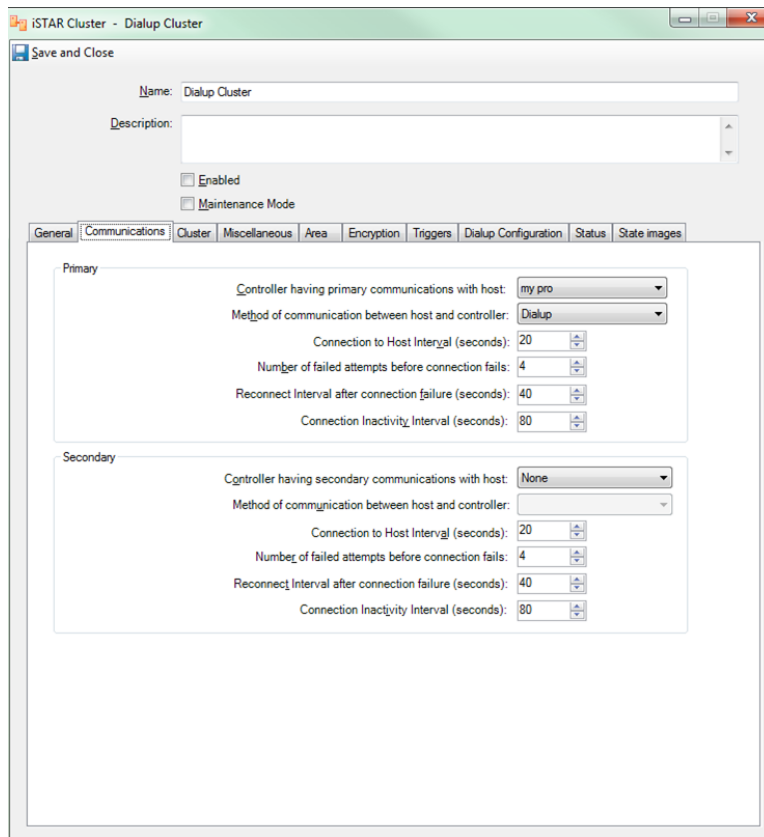 iSTAR Cluster - Dialup Cluster
Save and Close
Name: Dialup Cluster
Description:
Enabled
Maintenance Mode
General Communications Cluster Miscellaneous Area Encryption Triggers Dialup Configuration Status State images
Primary
Controller having primary communications with host: my pro
Method of communication between host and controller: Dialup
Connection to Host Interval (seconds): 20
Number of failed attempts before connection fails: 4
Reconnect Interval after connection failure (seconds): 40
Connection Inactivity Interval (seconds): 80
Secondary
Controller having secondary communications with host: None
Method of communication between host and controller:
Connection to Host Interval (seconds): 20
Number of failed attempts before connection fails: 4
Reconnect Interval after connection failure (seconds): 40
Connection Inactivity Interval (seconds): 80